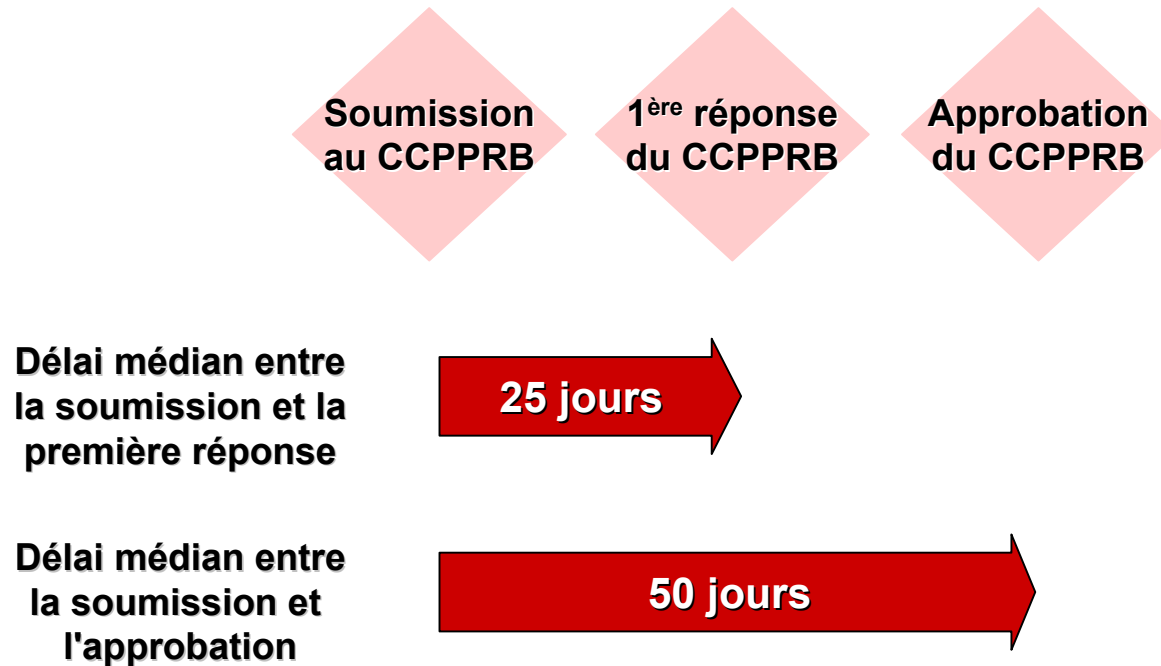 Soumission
au CCPPRB
1ère réponse
du CCPPRB
Approbation
du CCPPRB
Délai médian entre
la soumission et la
première réponse
25 jours
Délai médian entre
la soumission et
l'approbation
50 jours